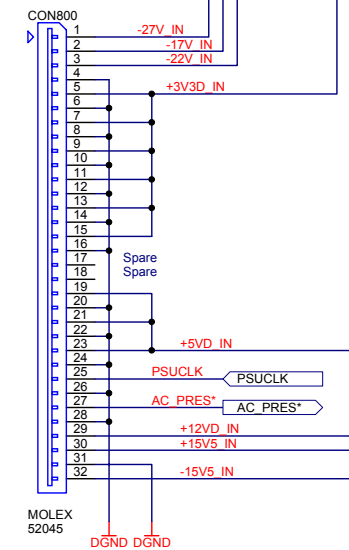 CON800
1 -27V_IN
2 -17V_IN
3 -22V_IN
4
5 +3V3D_IN
6
7
8
9
10
11
12
13
14
15
16
17 Spare
18 Spare
19
20
21
22
23 +5VD_IN
24
25 PSUCLK PSUCLK
26
27 AC_PRES* AC_PRES*
28
29 +12VD_IN
30 +15V5_IN
31
32 -15V5_IN
MOLEX
52045
DGND DGND